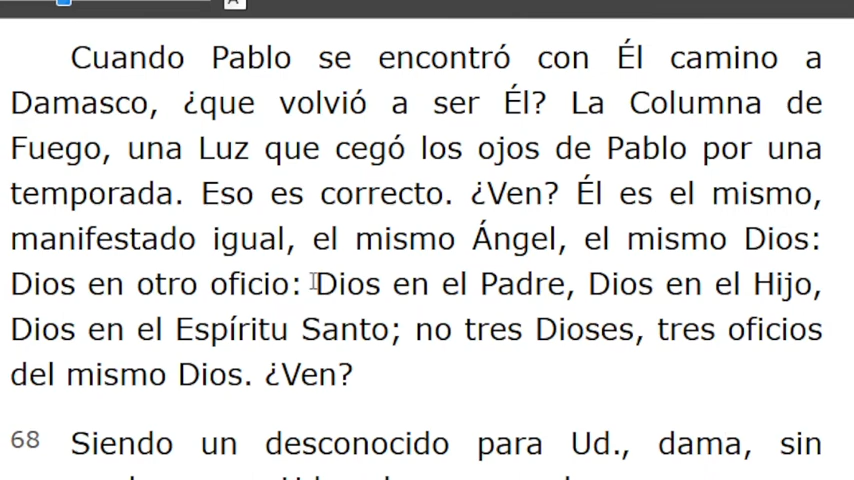 Cuando Pablo se encontró con Él camino a
Damasco, ¿que volvió a ser Él? La Columna de
Fuego, una Luz que cegó los ojos de Pablo por una
temporada. Eso es correcto. ¿Ven? Él es el mismo,
manifestado igual, el mismo Ángel, el mismo Dios:
Dios en otro oficio: Dios en el Padre, Dios en el Hijo,
Dios en el Espíritu Santo; no tres Dioses, tres oficios
del mismo Dios. ¿Ven?
68 Siendo un desconocido para Ud., dama, sin